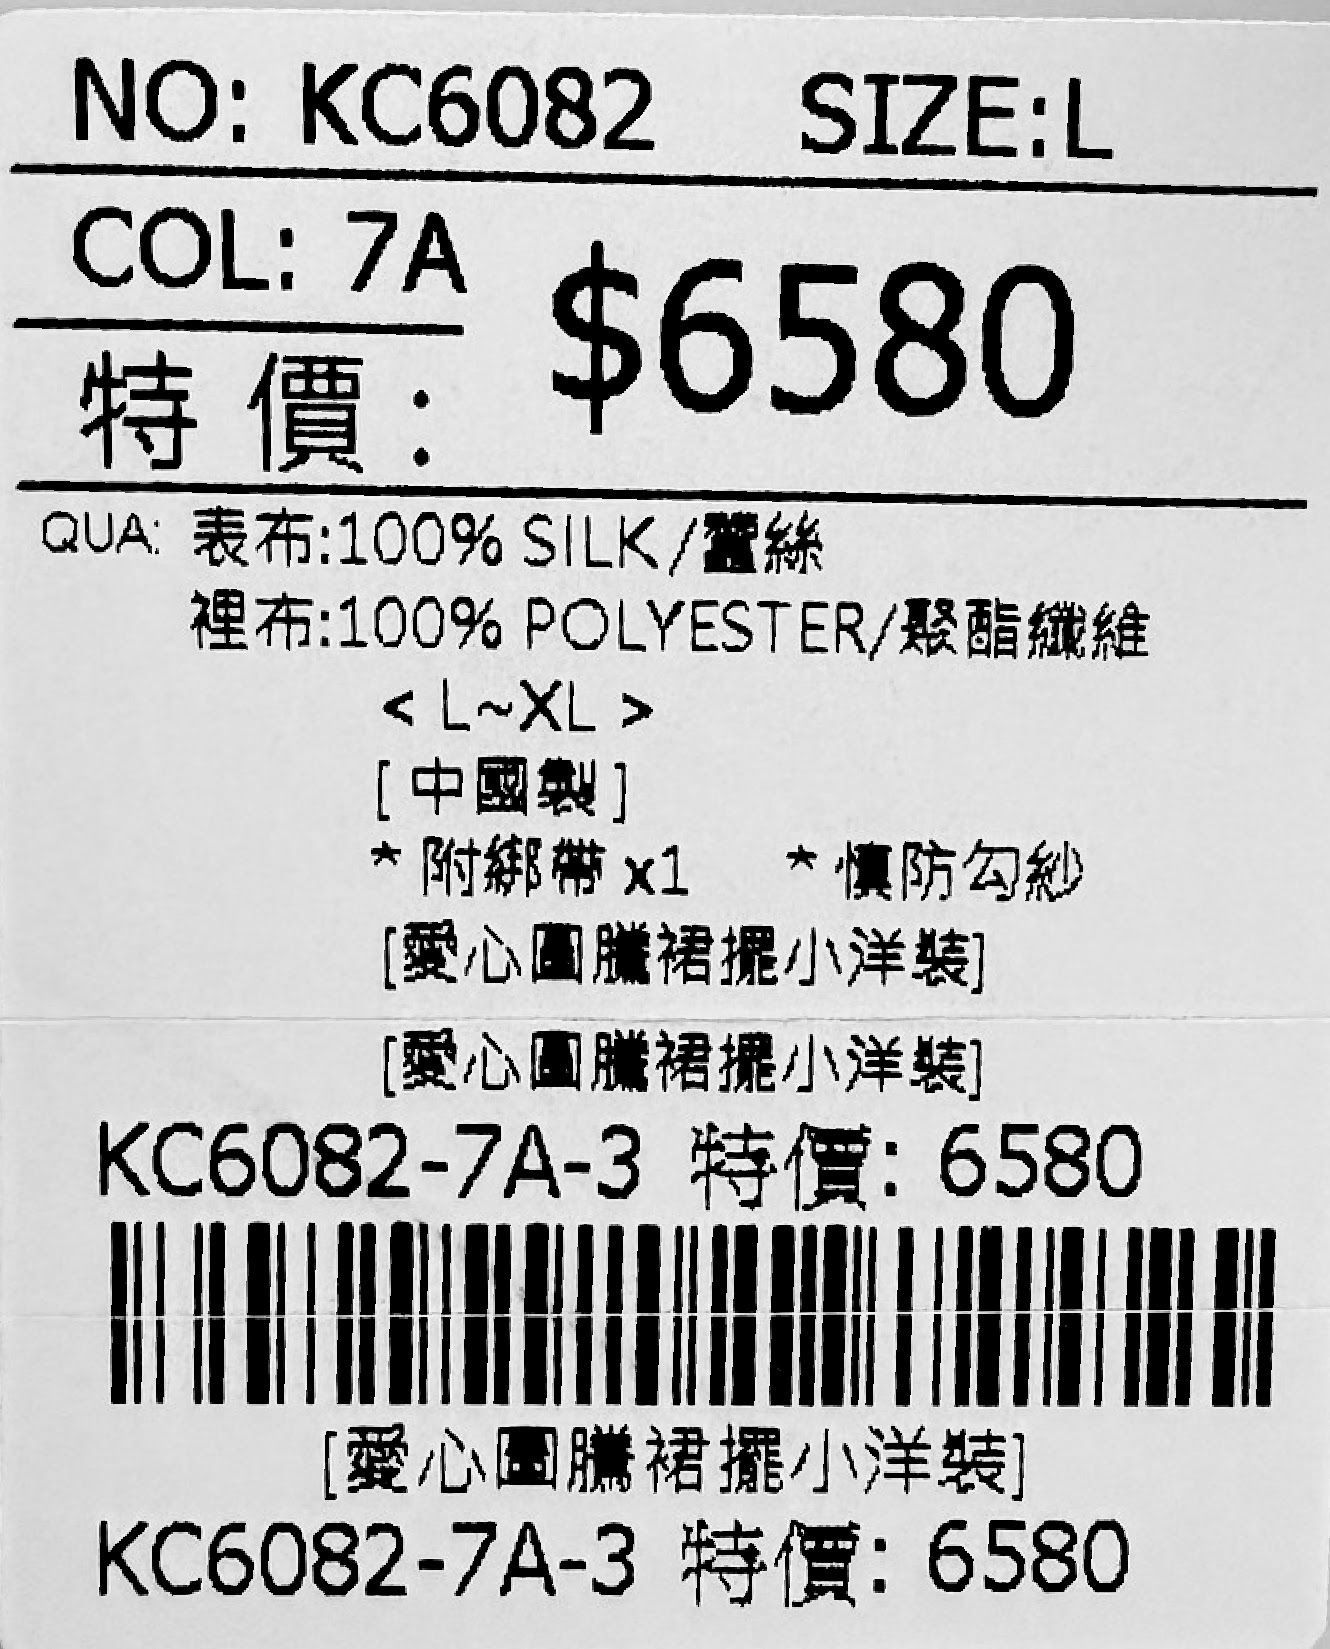 NO: KC6082 SIZE:L
COL: 7A
$6580
特價:
QUA: 表布:100% SILK/蠶絲
裡布:100% POLYESTER/聚酯纖維
< L~XL >
[中國製]
* 附綁帶 x1 * 慎防勾紗
[愛心圖騰裙擺小洋裝]
[愛心圖騰裙擺小洋裝]
KC6082-7A-3 特價: 6580
[愛心圖騰裙擺小洋裝]
KC6082-7A-3 特價: 6580